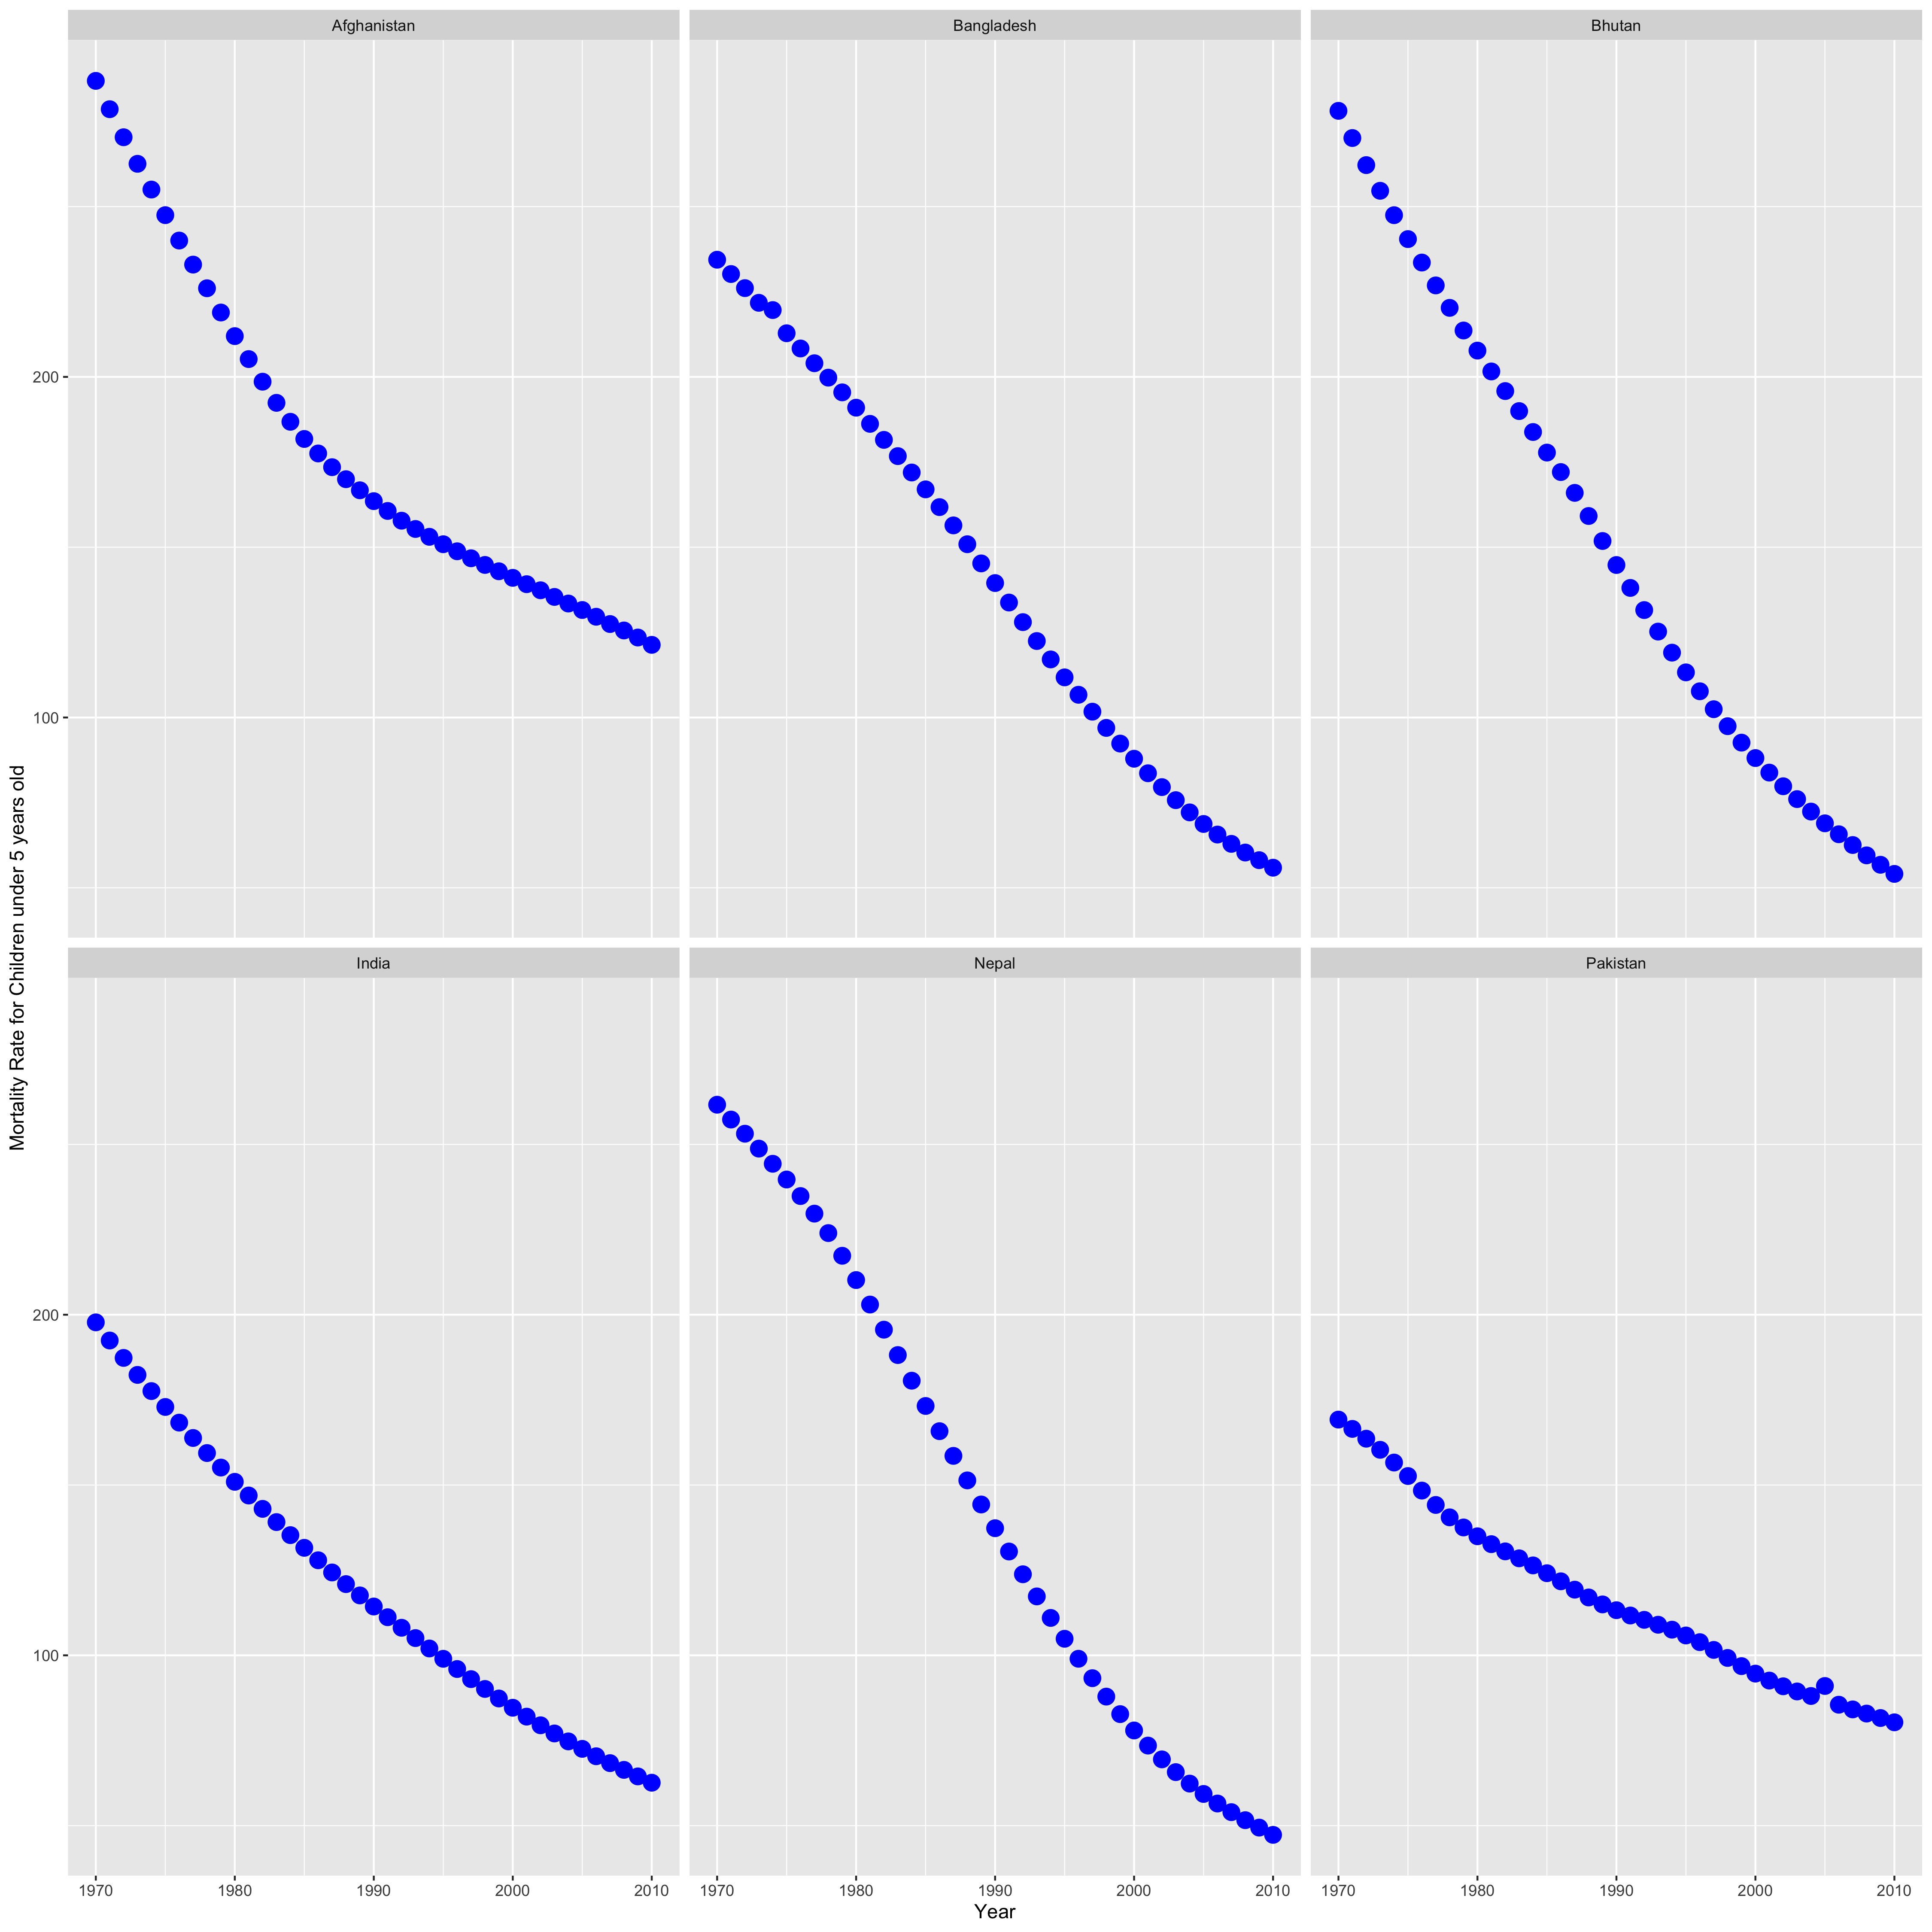 Afghanistan
Bangladesh
Bhutan
200
100
Mortality Rate for Children under 5 years old
India
Nepal
Pakistan
200
100
1970 1980 1990 2000 2010
1970 1980 1990 2000 2010
1970 1980 1990 2000 2010
Year